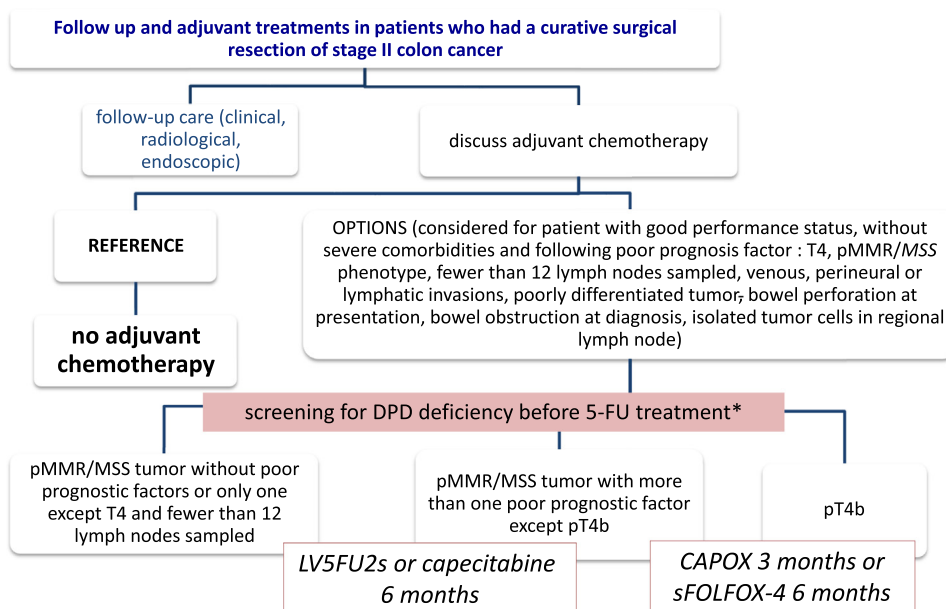 Follow up and adjuvant treatments in patients who had a curative surgical
resection of stage II colon cancer
follow-up care (clinical,
radiological,
endoscopic)
discuss adjuvant chemotherapy
REFERENCE
OPTIONS (considered for patient with good performance status, without
severe comorbidities and following poor prognosis factor : T4, pMMR/MSS
phenotype, fewer than 12 lymph nodes sampled, venous, perineural or
lymphatic invasions, poorly differentiated tumor, bowel perforation at
presentation, bowel obstruction at diagnosis, isolated tumor cells in regional
lymph node)
no adjuvant
chemotherapy
screening for DPD deficiency before 5-FU treatment*
pMMR/MSS tumor without poor
prognostic factors or only one
except T4 and fewer than 12
lymph nodes sampled
pMMR/MSS tumor with more
than one poor prognostic factor
except pT4b
pT4b
LV5FU2s or capecitabine
6 months
CAPOX 3 months or
sFOLFOX-4 6 months